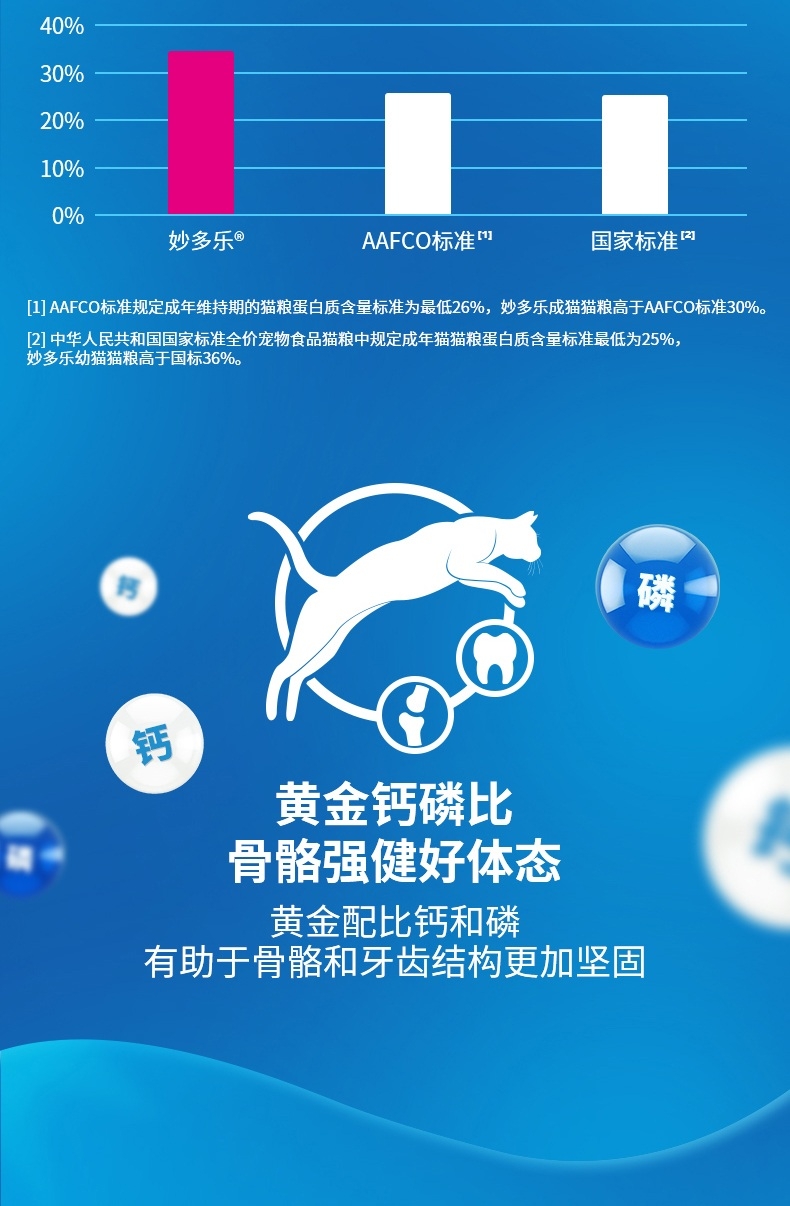 40%
30%
20%
10%
0%
妙多乐®
AAFCO标准[1]
国家标准[2]
[1] AAFCO标准规定成年维持期的猫粮蛋白质含量标准为最低26%，妙多乐成猫猫粮高于AAFCO标准30%。
[2] 中华人民共和国国家标准全价宠物食品猫粮中规定成年猫猫粮蛋白质含量标准最低为25%，
妙多乐幼猫猫粮高于国标36%。
钙
磷
钙
磷
黄金钙磷比
骨骼强健好体态
黄金配比钙和磷
有助于骨骼和牙齿结构更加坚固